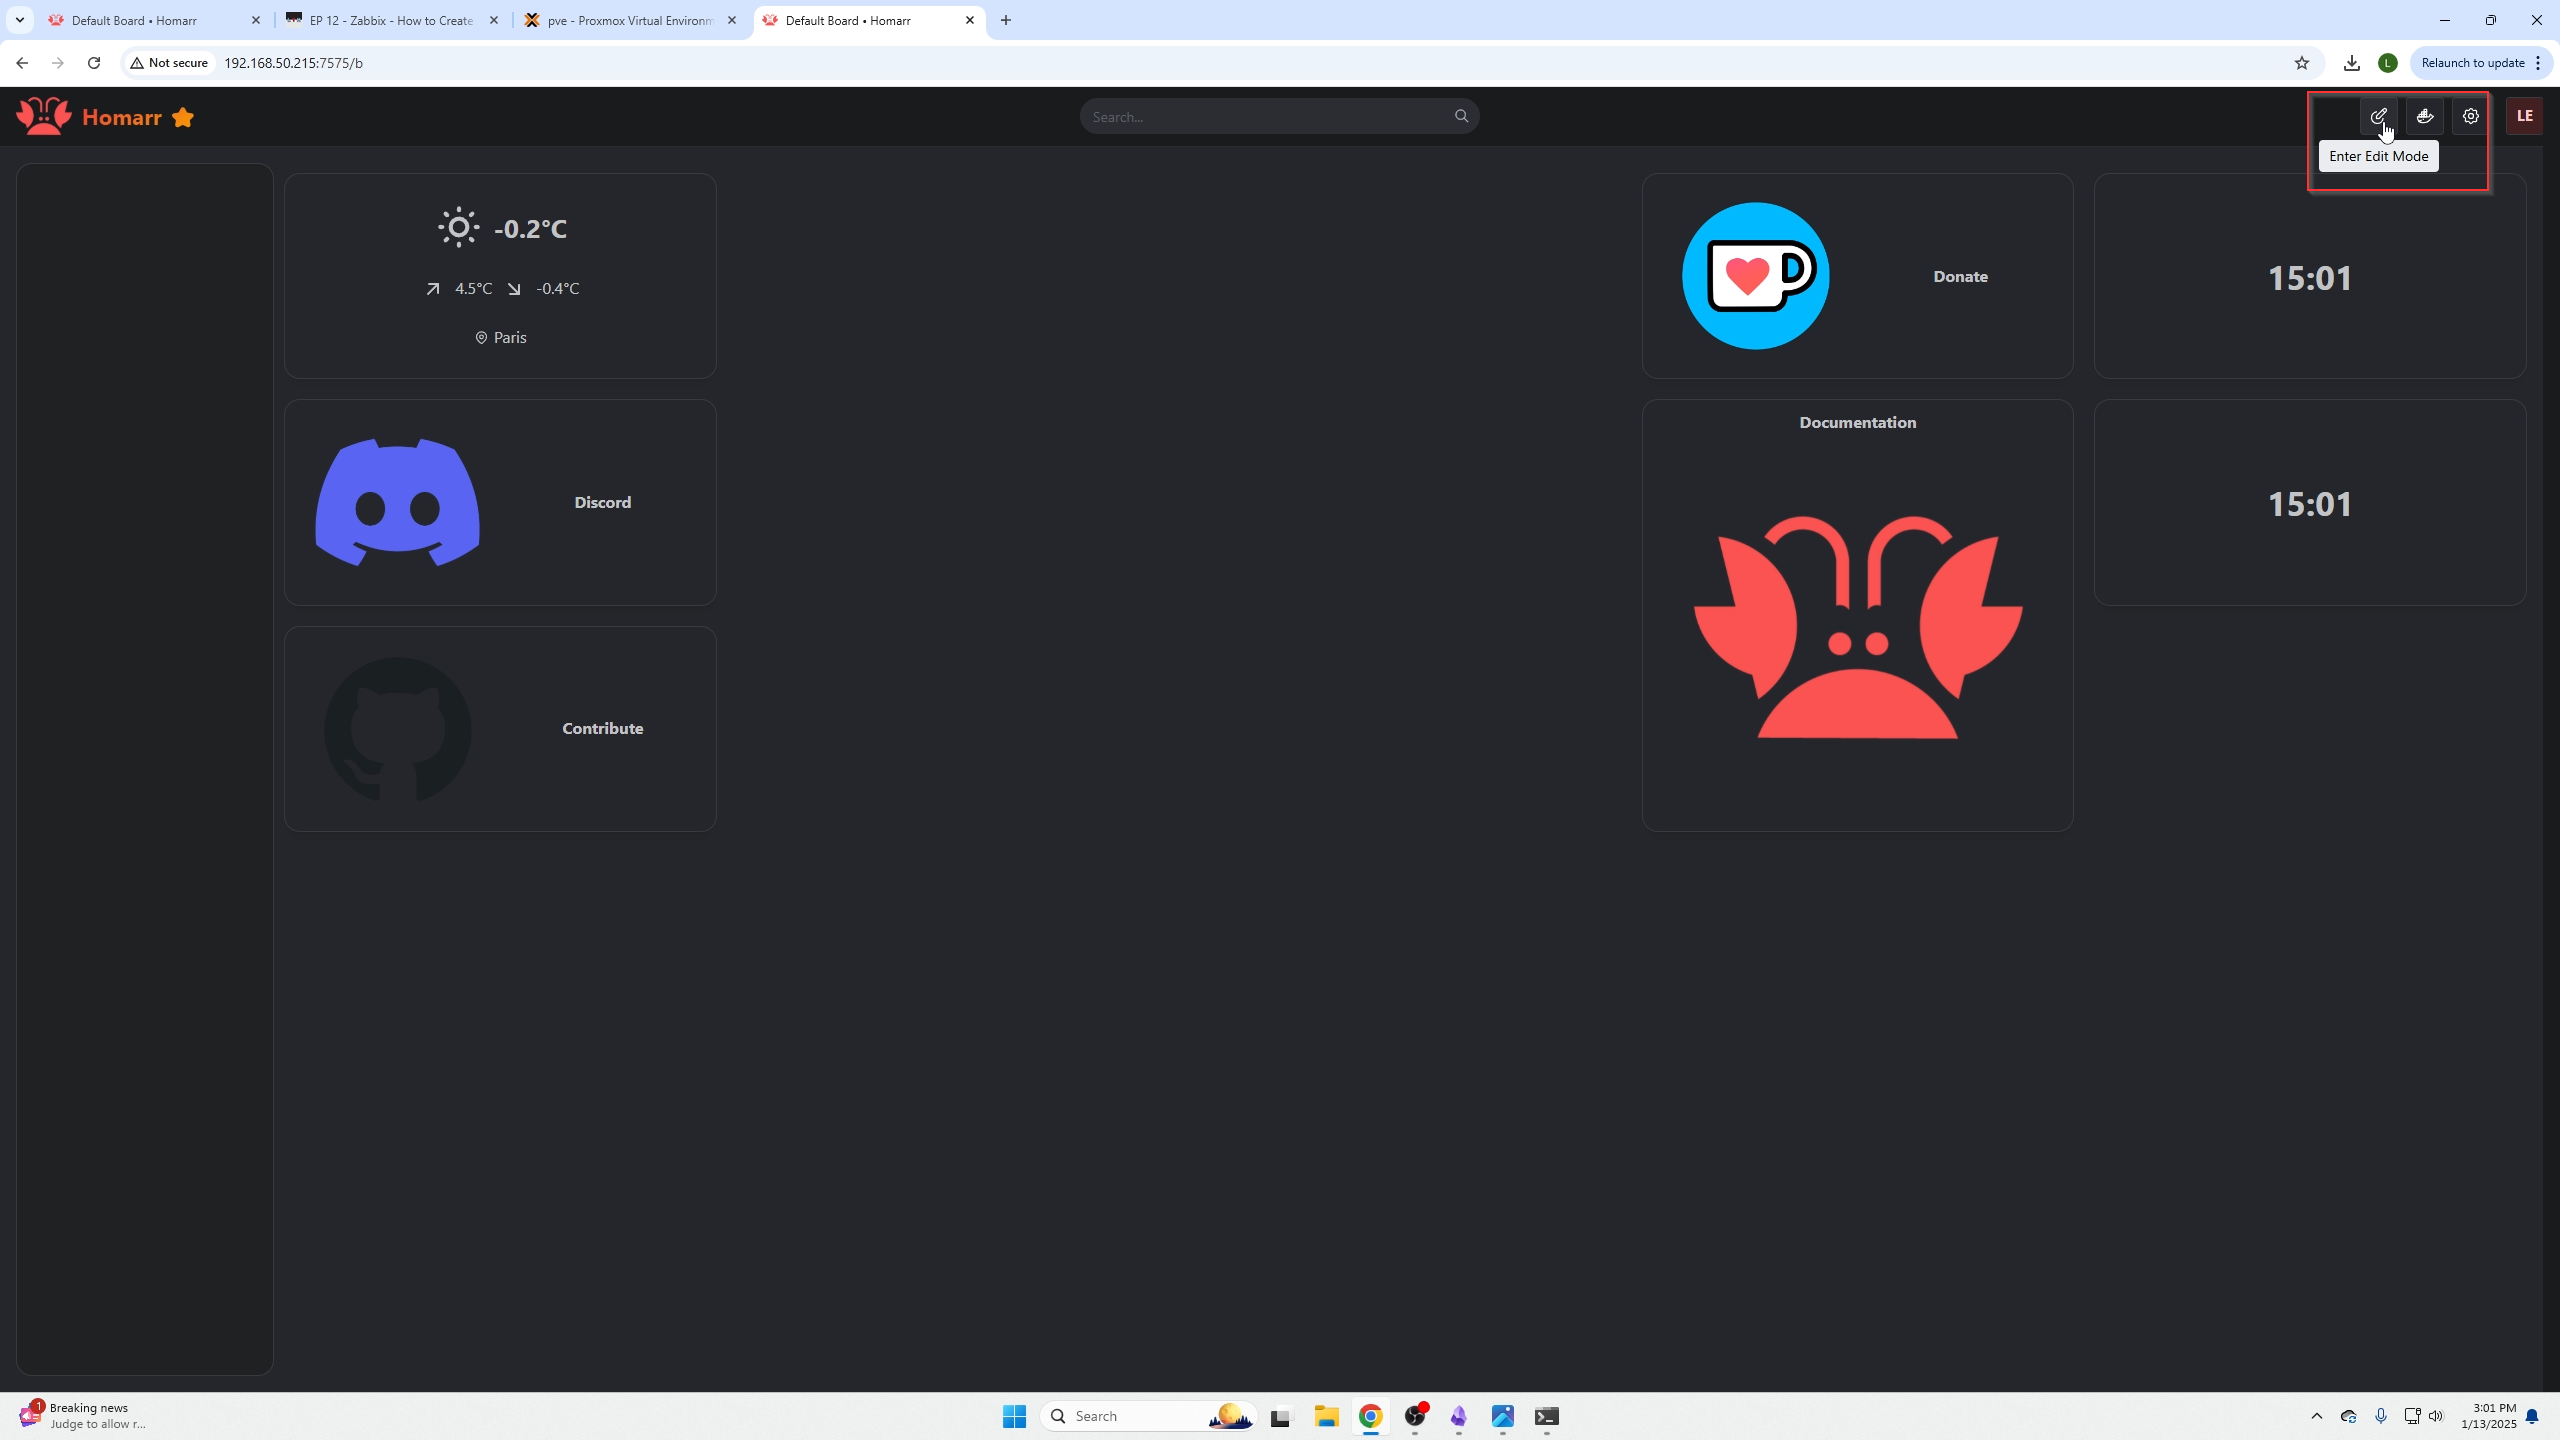 Default Board • Homarr
EP 12 - Zabbix - How to Create
pve - Proxmox Virtual Environm
Default Board • Homarr
Not secure
192.168.50.215:7575/b
L
Relaunch to update
Homarr
Search...
LE
Enter Edit Mode
-0.2°C
4.5°C
-0.4°C
Paris
Donate
15:01
Discord
Documentation
15:01
Contribute
1
Breaking news
Judge to allow r...
Search
3:01 PM
1/13/2025